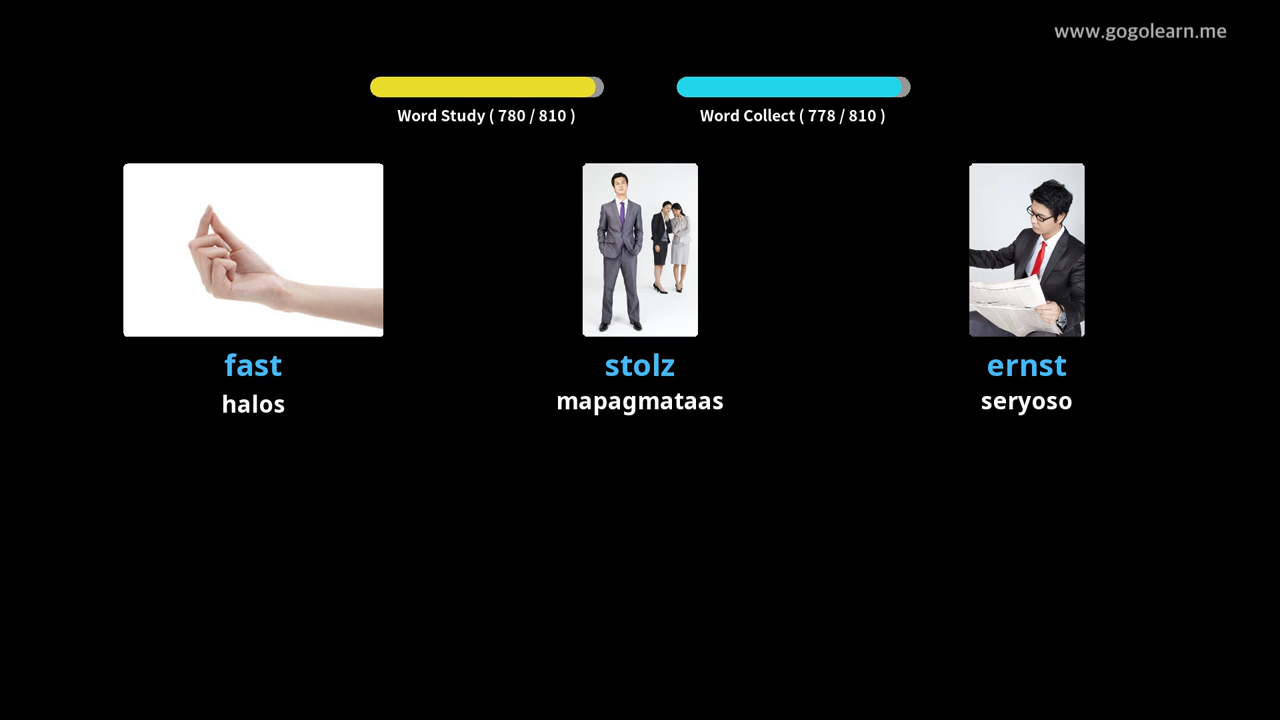 www.gogolearn.me
Word Study ( 780 / 810 )
Word Collect ( 778 / 810 )
fast
halos
stolz
mapagmataas
ernst
seryoso